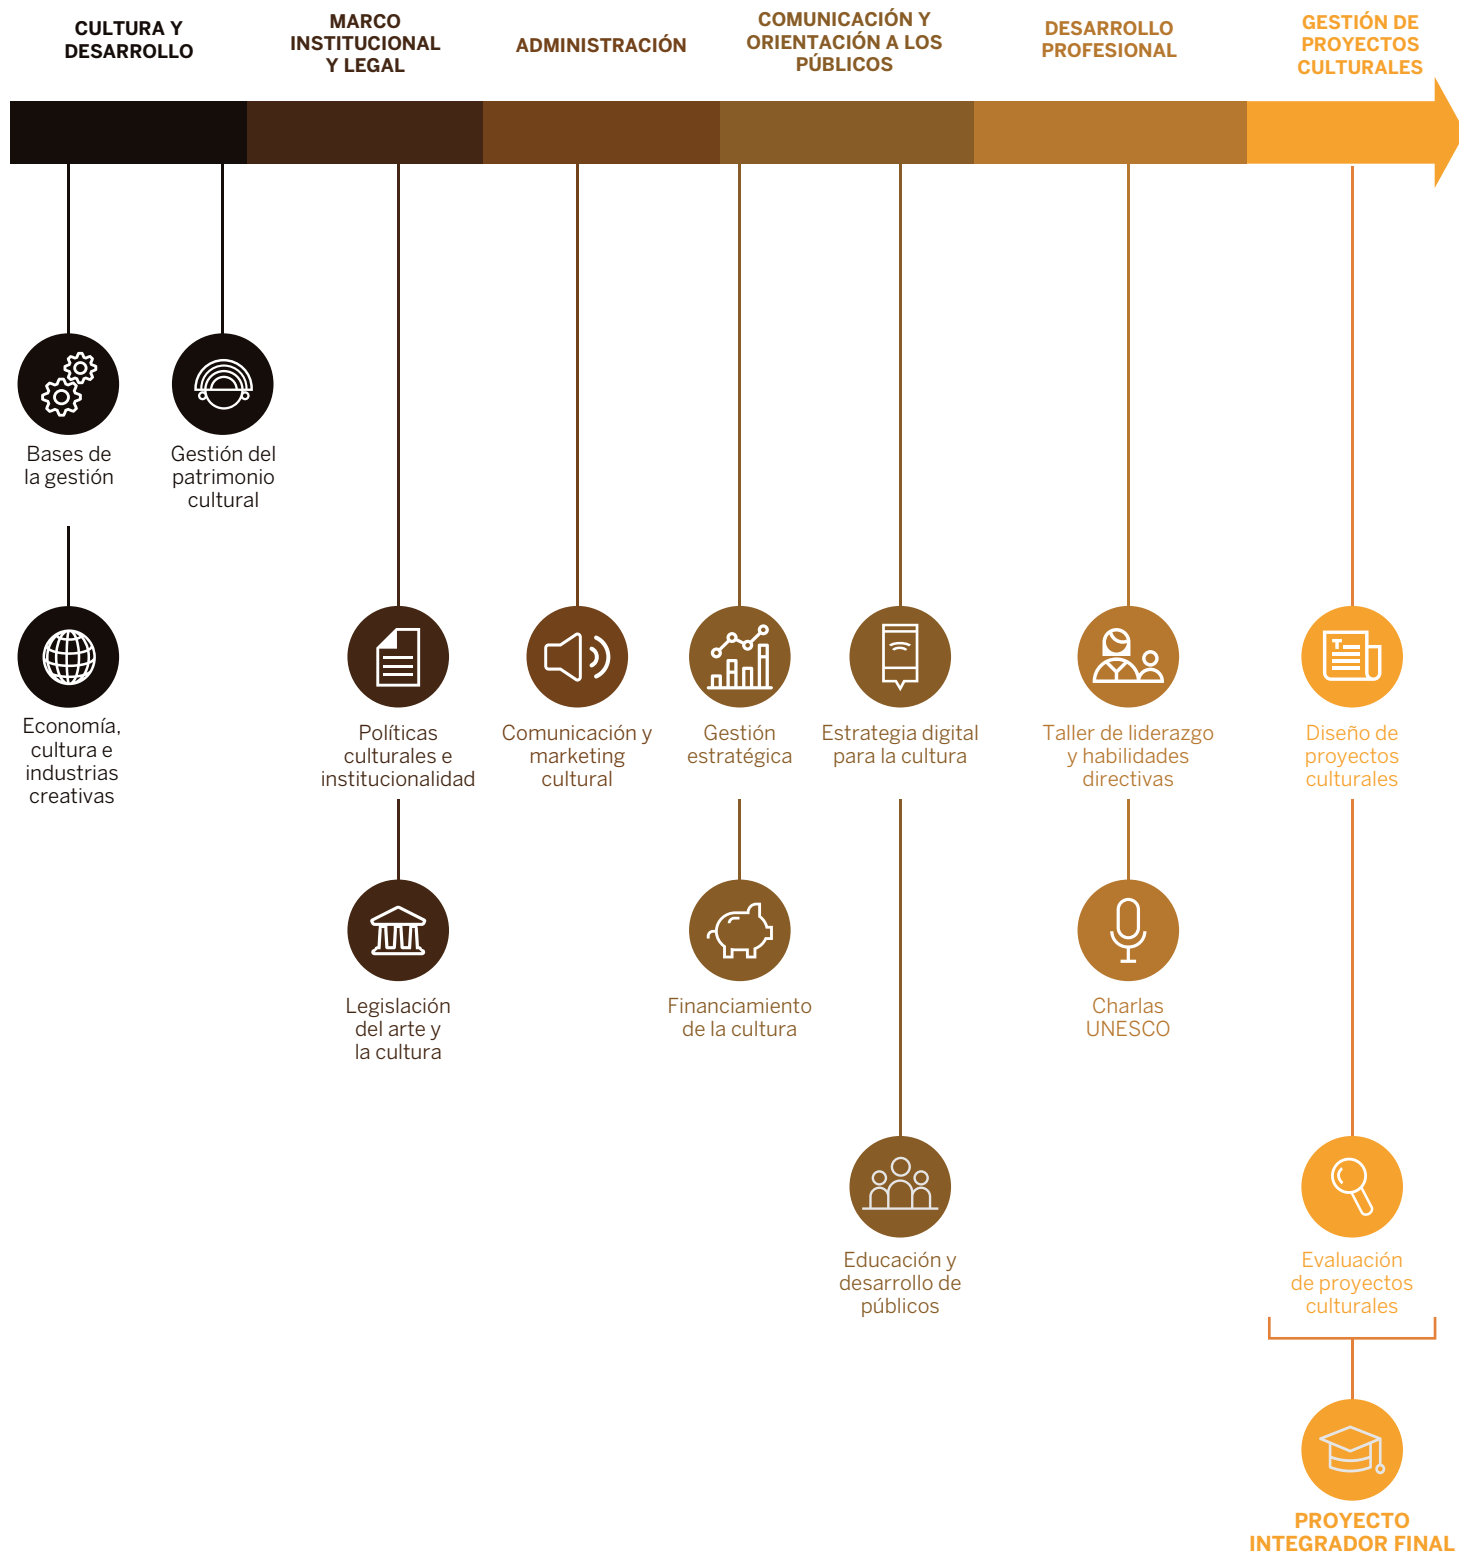 CULTURA Y
DESARROLLO
MARCO
INSTITUCIONAL
Y LEGAL
ADMINISTRACIÓN
COMUNICACIÓN Y
ORIENTACIÓN A LOS
PÚBLICOS
DESARROLLO
PROFESIONAL
GESTIÓN DE
PROYECTOS
CULTURALES
Bases de
la gestión
Gestión del
patrimonio
cultural
Economía,
cultura e
industrias
creativas
Políticas
culturales e
institucionalidad
Comunicación y
marketing
cultural
Gestión
estratégica
Estrategia digital
para la cultura
Taller de liderazgo
y habilidades
directivas
Diseño de
proyectos
culturales
Legislación
del arte y
la cultura
Financiamiento
de la cultura
Charlas
UNESCO
Educación y
desarrollo de
públicos
Evaluación
de proyectos
culturales
PROYECTO
INTEGRADOR FINAL